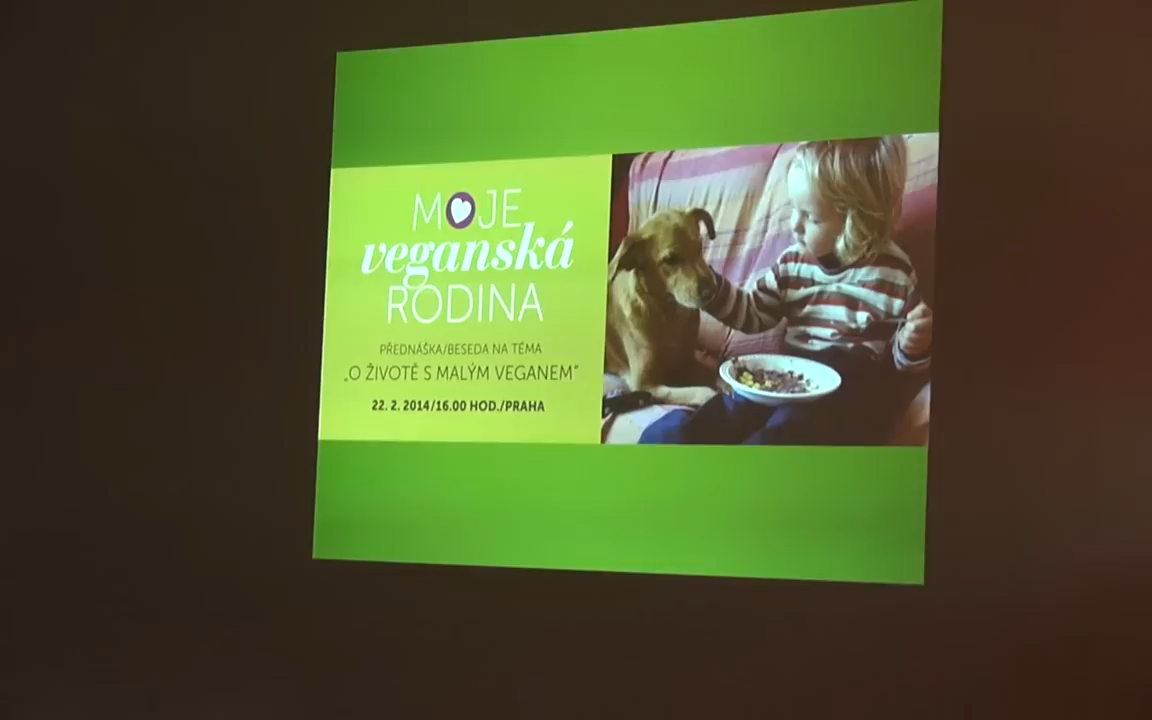 MOJE
veganská
RODINA
PŘEDNÁŠKA/BESEDA NA TÉMA
„O ŽIVOTĚ S MALÝM VEGANEM“
22. 2. 2014/16.00 HOD./PRAHA